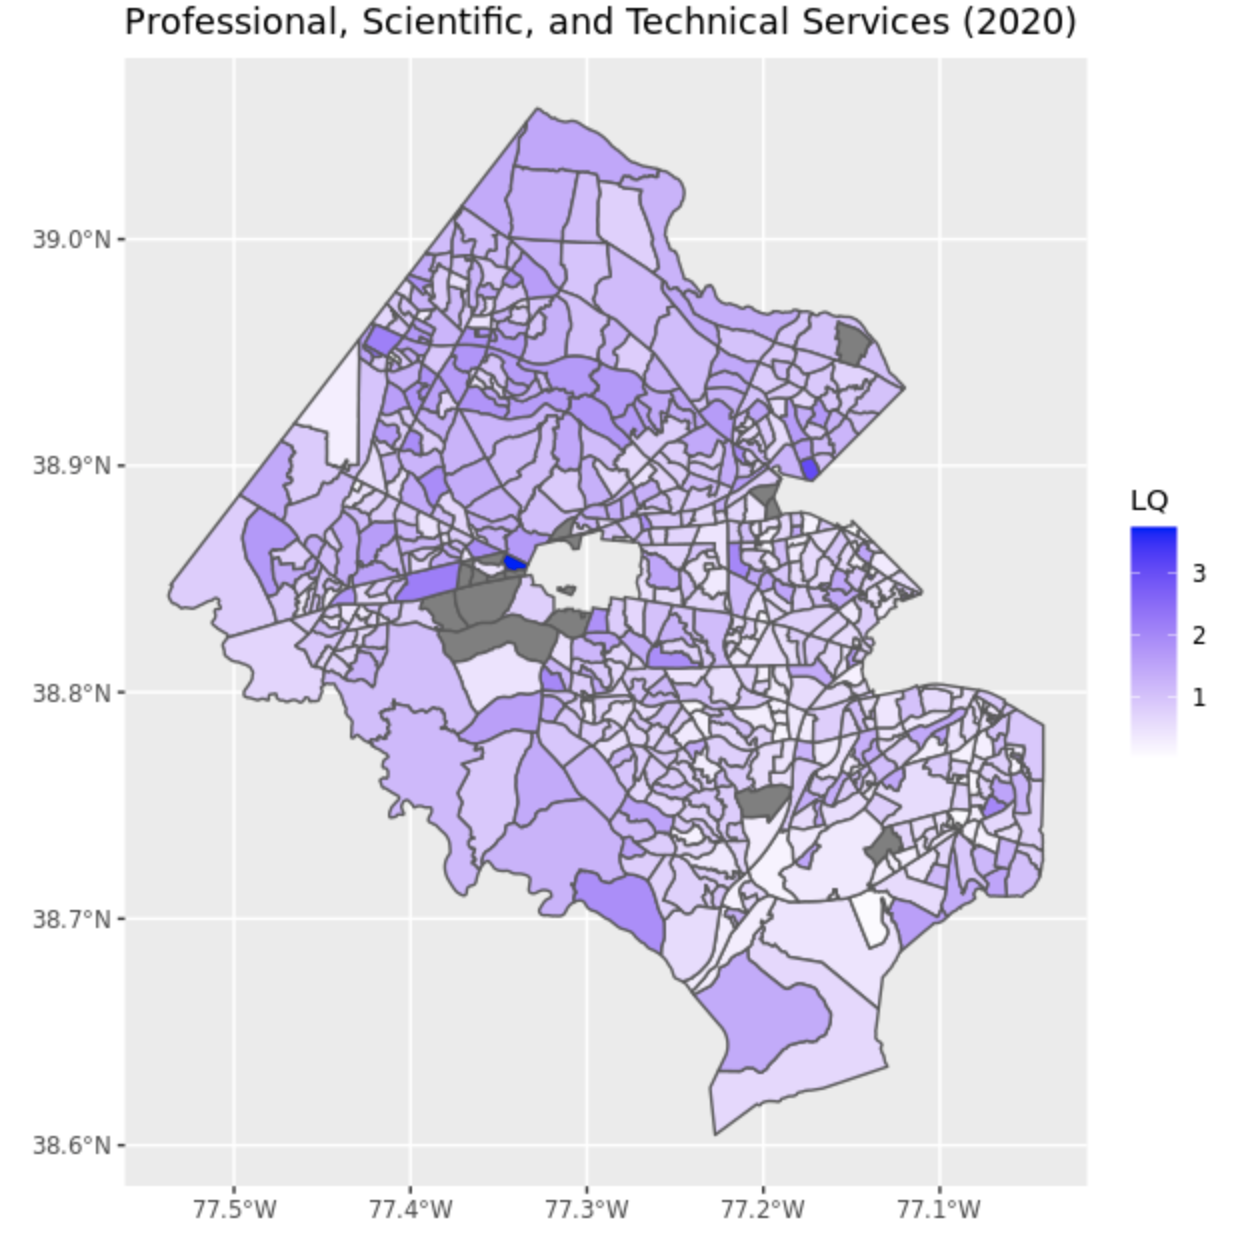 Professional, Scientific, and Technical Services (2020)
39.0°N
38.9°N
38.8°N
38.7°N
38.6°N
77.5°W
77.4°W
77.3°W
77.2°W
77.1°W
LQ
3
2
1